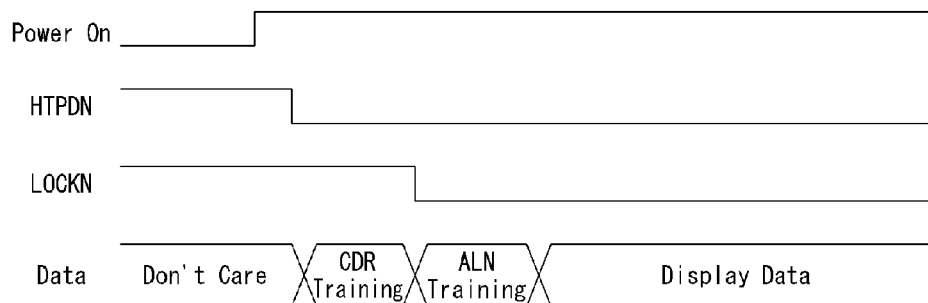 Power On
HTPDN
LOCKN
Data
Don't Care
CDR
Training
ALN
Training
Display Data